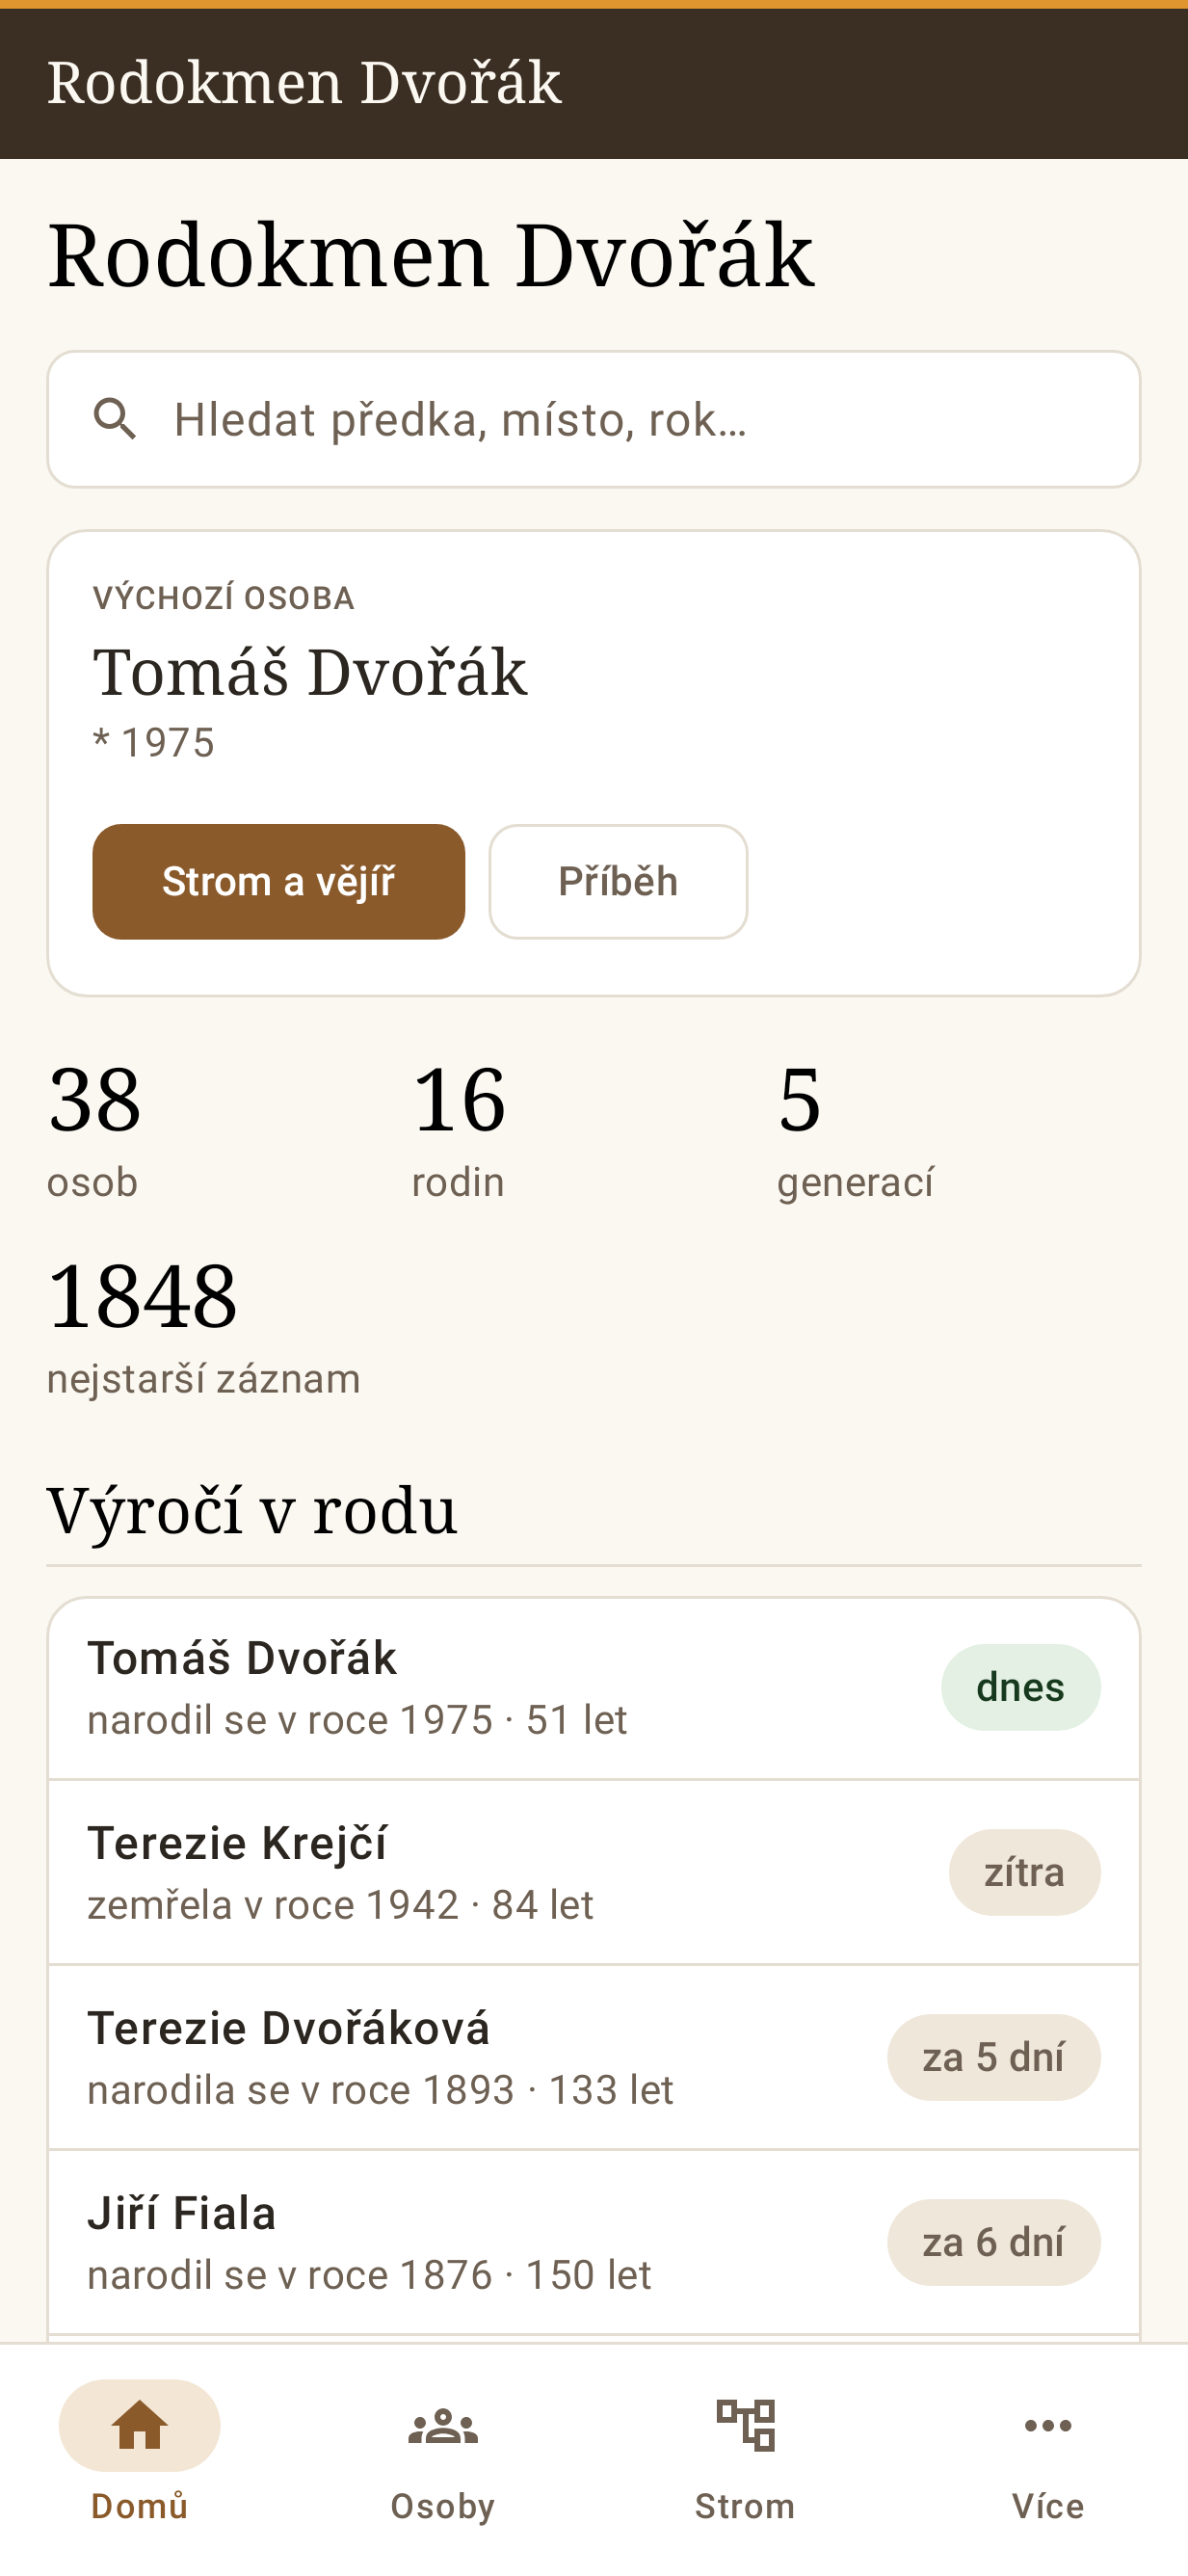 Rodokmen Dvořák
Rodokmen Dvořák
Hledat předka, místo, rok…
VÝCHOZÍ OSOBA
Tomáš Dvořák
* 1975
Strom a vějíř
Příběh
38
osob
16
rodin
5
generací
1848
nejstarší záznam
Výročí v rodu
Tomáš Dvořák
narodil se v roce 1975 · 51 let
dnes
Terezie Krejčí
zemřela v roce 1942 · 84 let
zítra
Terezie Dvořáková
narodila se v roce 1893 · 133 let
za 5 dní
Jiří Fiala
narodil se v roce 1876 · 150 let
za 6 dní
Domů
Osoby
Strom
Více